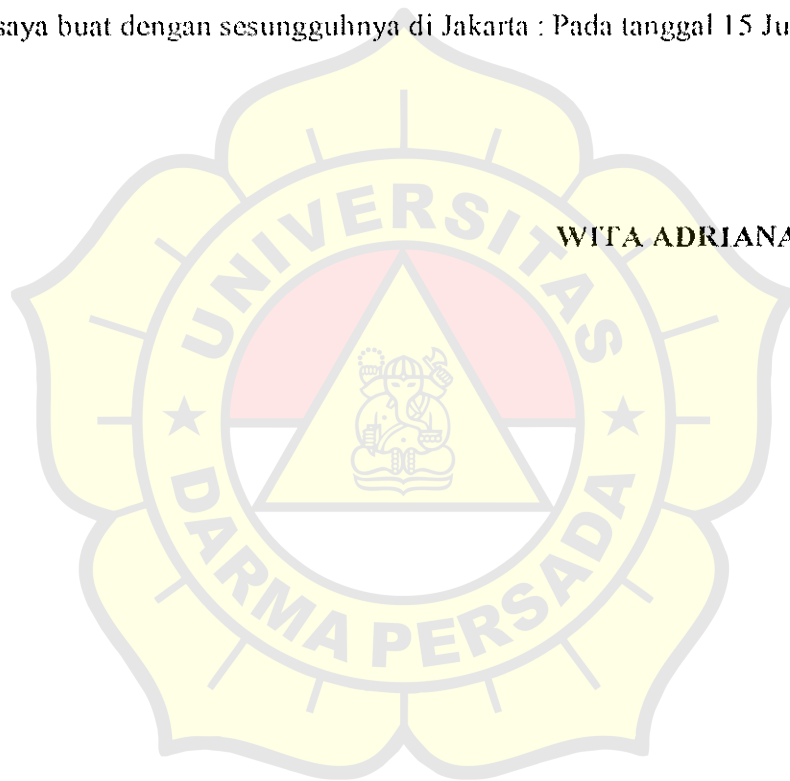 saya buat dengan sesungguhnya di Jakarta : Pada tanggal 15 Ju
WITA ADRIANA
UNIVERSITAS
DARMA PERSADA